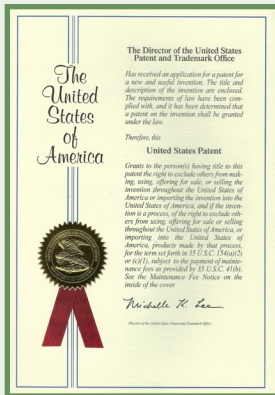 The
United
States
of
America
The Director of the United States
Patent and Trademark Office
Has received an application for a patent for
a new and useful invention. The title and
description of the invention are enclosed.
The requirements of law have been com-
plied with, and it has been determined that
a patent on the invention shall be granted
under the law.
Therefore, this
United States Patent
Grants to the person(s) having title to this
patent the right to exclude others from mak-
ing, using, offering for sale, or selling the
invention throughout the United States of
America or importing the invention into the
United States of America, and if the inven-
tion is a process, of the right to exclude oth-
ers from using, offering for sale or selling
throughout the United States of America, or
importing into the United States of
America, products made by that process,
for the term set forth in 35 U.S.C. 154(a)(2)
or (c)(1), subject to the payment of mainte-
nance fees as provided by 35 U.S.C. 41(b).
See the Maintenance Fee Notice on the
inside of the cover.
Michelle K. Lee
Director of the United States Patent and Trademark Office